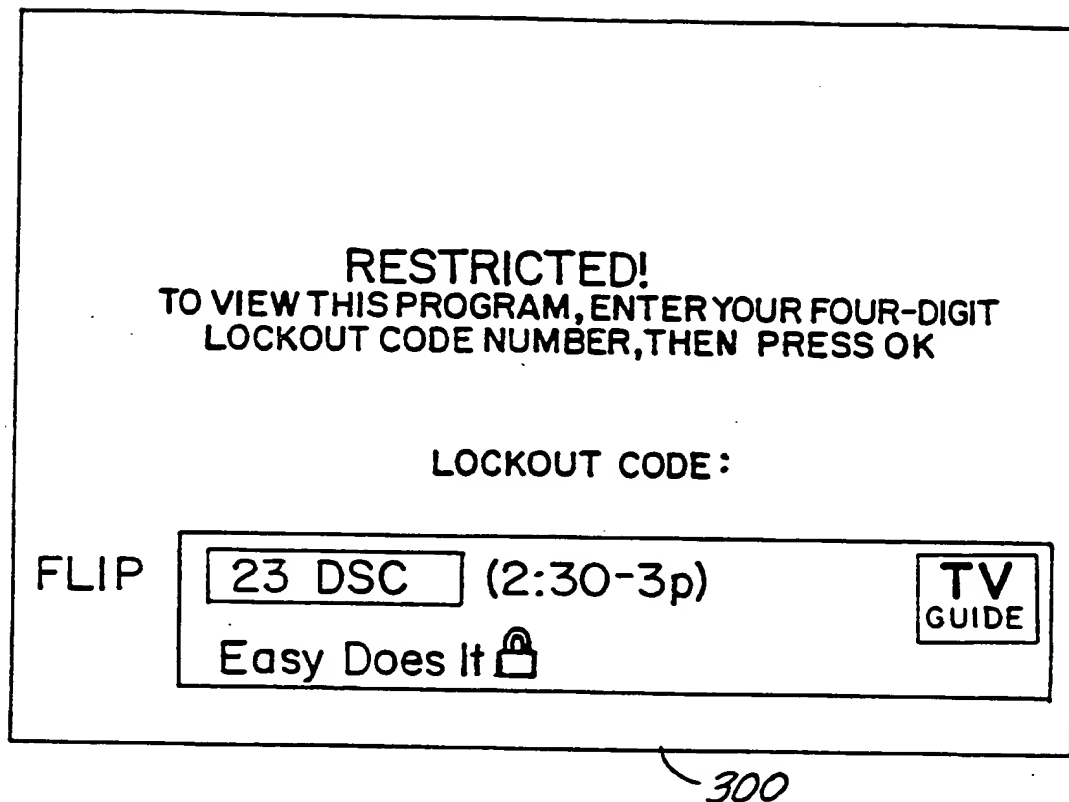 RESTRICTED!
TO VIEW THIS PROGRAM, ENTER YOUR FOUR-DIGIT
LOCKOUT CODE NUMBER, THEN PRESS OK
LOCKOUT CODE:
FLIP
23 DSC (2:30-3p)
TV
GUIDE
Easy Does It
300